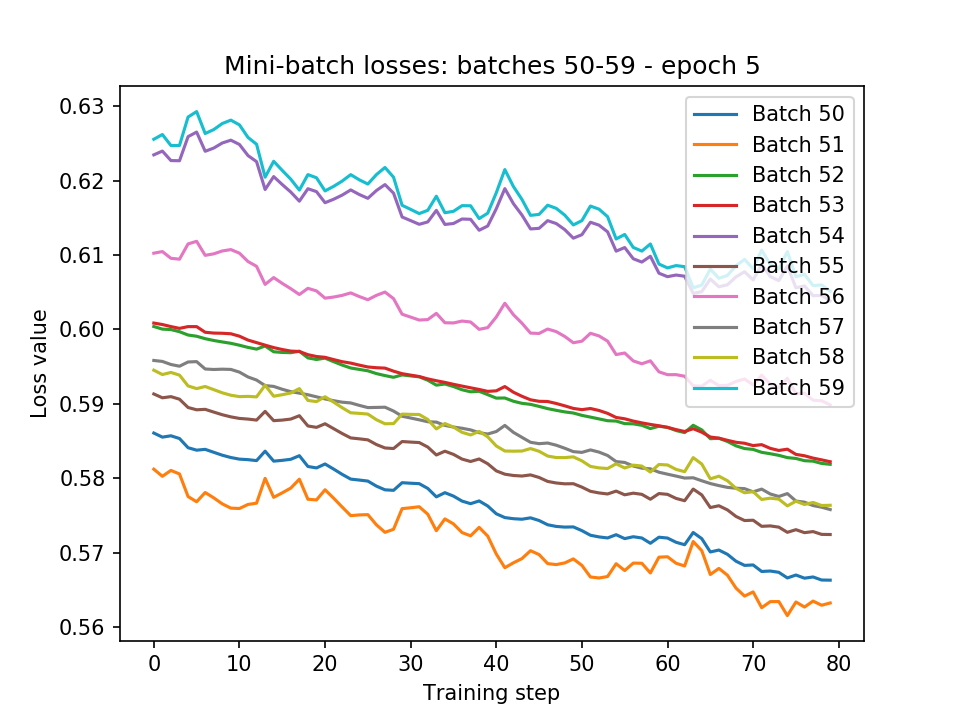 Mini-batch losses: batches 50-59 - epoch 5
Loss value
0.63
0.62
0.61
0.60
0.59
0.58
0.57
0.56
Batch 50
Batch 51
Batch 52
Batch 53
Batch 54
Batch 55
Batch 56
Batch 57
Batch 58
Batch 59
0 10 20 30 40 50 60 70 80
Training step